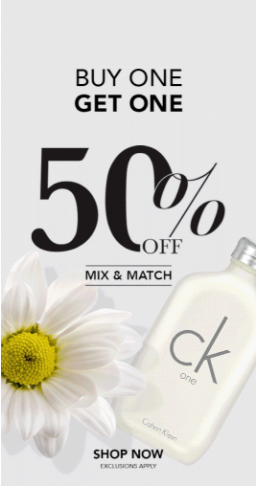 BUY ONE
GET ONE
50%
OFF
MIX & MATCH
ck
one
Calvin Klein
SHOP NOW
EXCLUSIONS APPLY